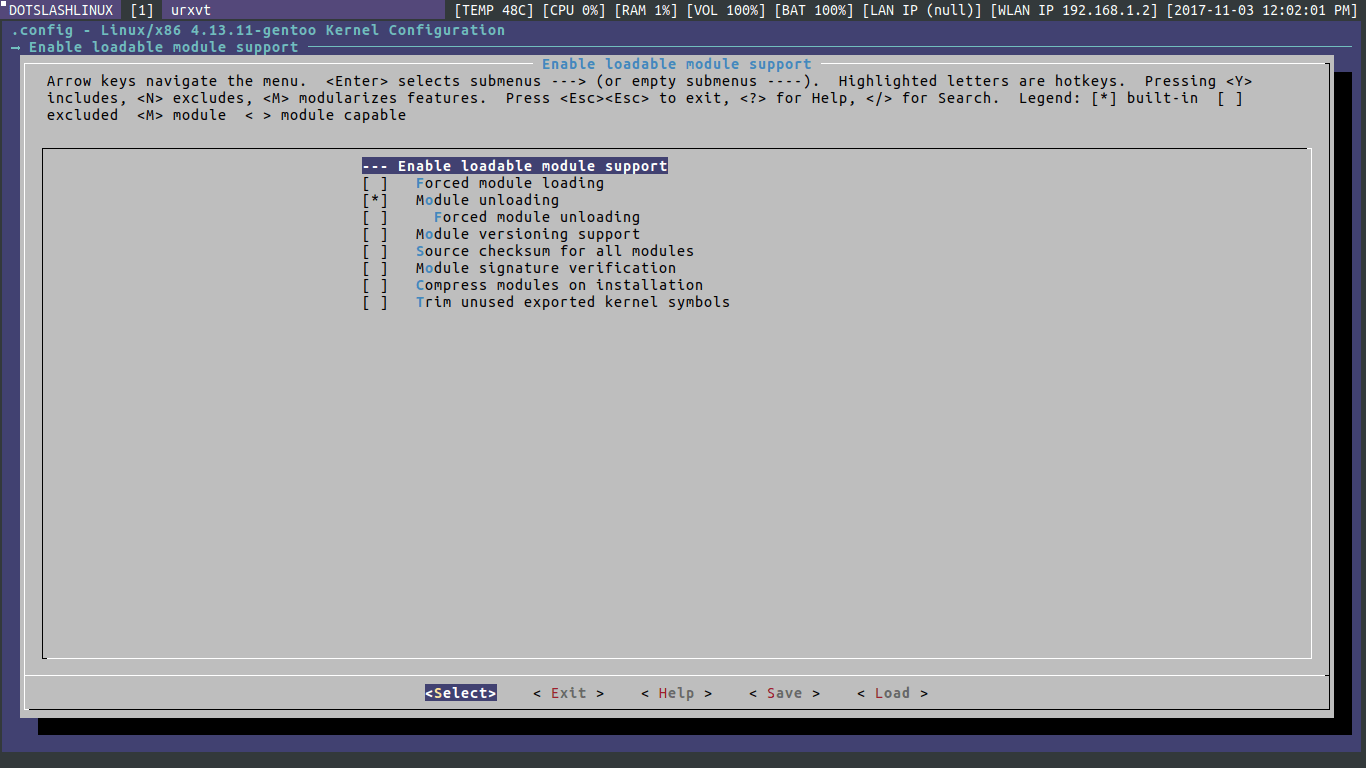 DOTSLASHLINUX [1] urxvt [TEMP 48C] [CPU 0%] [RAM 1%] [VOL 100%] [BAT 100%] [LAN IP (null)] [WLAN IP 192.168.1.2] [2017-11-03 12:02:01 PM]
.config - Linux/x86 4.13.11-gentoo Kernel Configuration
→ Enable loadable module support
Enable loadable module support
Arrow keys navigate the menu.  <Enter> selects submenus ---> (or empty submenus ----).  Highlighted letters are hotkeys.  Pressing <Y>
includes, <N> excludes, <M> modularizes features.  Press <Esc><Esc> to exit, <?> for Help, </> for Search.  Legend: [*] built-in  [ ]
excluded  <M> module  < > module capable
--- Enable loadable module support
[ ]   Forced module loading
[*]   Module unloading
[ ]     Forced module unloading
[ ]   Module versioning support
[ ]   Source checksum for all modules
[ ]   Module signature verification
[ ]   Compress modules on installation
[ ]   Trim unused exported kernel symbols
<Select>    < Exit >    < Help >    < Save >    < Load >